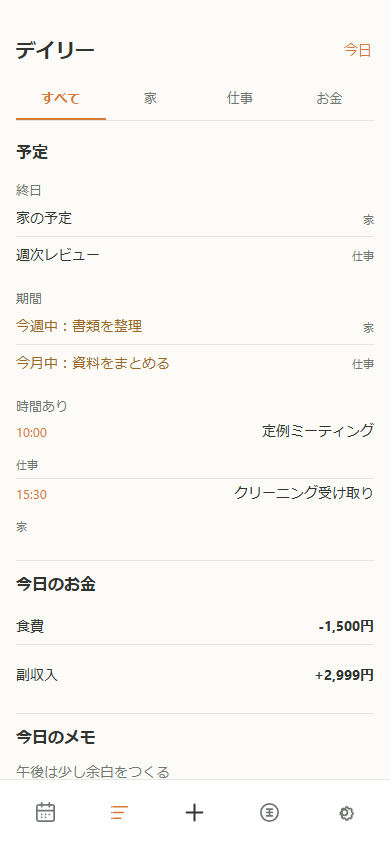 デイリー 今日
すべて 家 仕事 お金
予定
終日
家の予定 家
週次レビュー 仕事
期間
今週中：書類を整理 家
今月中：資料をまとめる 仕事
時間あり
10:00 定例ミーティング
仕事
15:30 クリーニング受け取り
家
今日のお金
食費 -1,500円
副収入 +2,999円
今日のメモ
午後は少し余白をつくる